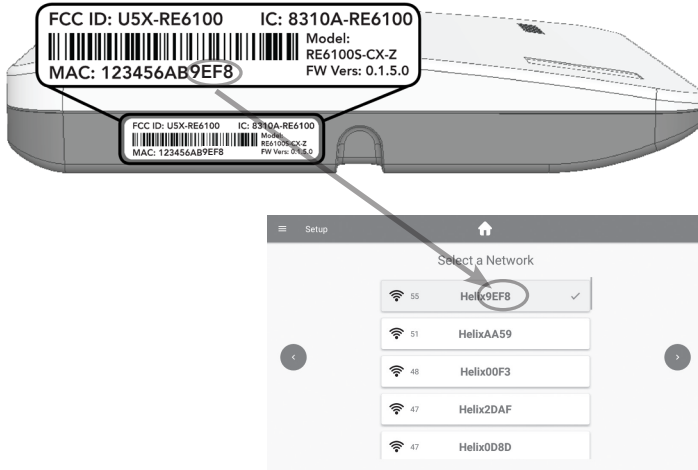 FCC ID: U5X-RE6100 IC: 8310A-RE6100
Model:
RE6100S-CX-Z
MAC: 123456AB9EF8 FW Vers: 0.1.5.0
FCC ID: U5X-RE6100 IC: 8310A-RE6100
Model:
RE6100S-CX-Z
MAC: 123456AB9EF8 FW Vers: 0.1.5.0
Setup
Select a Network
55 Helix9EF8
51 HelixAA59
48 Helix00F3
47 Helix2DAF
47 Helix0D8D